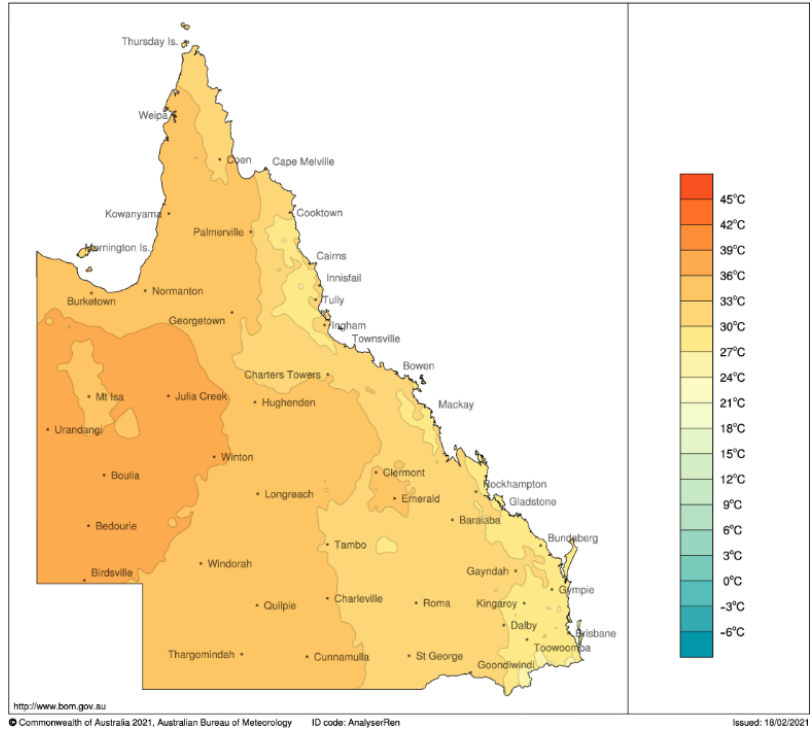 Thursday Is.
Weipa
Coen
Cape Melville
Kowanyama
Cooktown
Palmerville
Mornington Is.
Cairns
Innisfail
Burketown
Normanton
Tully
Georgetown
Ingham
Townsville
Charters Towers
Bowen
Mt Isa
Julia Creek
Hughenden
Mackay
Urandangi
Winton
Boulia
Clermont
Longreach
Emerald
Rockhampton
Gladstone
Bedourie
Baralaba
Tambo
Bundaberg
Birdsville
Windorah
Gayndah
Gympie
Quilpie
Charleville
Roma
Kingaroy
Dalby
Brisbane
Toowoomba
Thargomindah
Cunnamulla
St George
Goondiwindi
45°C
42°C
39°C
36°C
33°C
30°C
27°C
24°C
21°C
18°C
15°C
12°C
9°C
6°C
3°C
0°C
-3°C
-6°C
http://www.bom.gov.au
© Commonwealth of Australia 2021, Australian Bureau of Meteorology ID code: AnalyserRen Issued: 18/02/2021